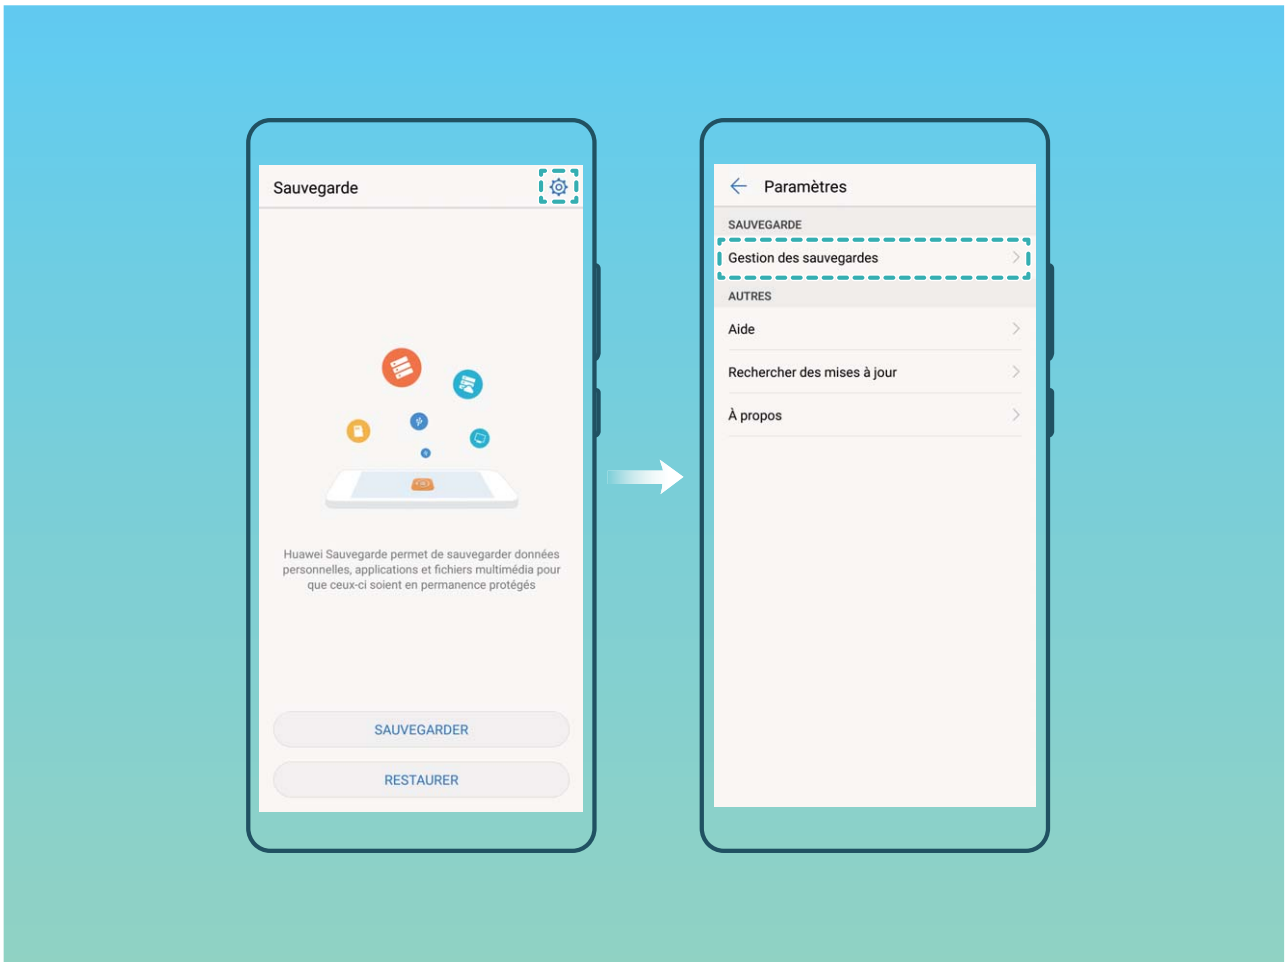 Sauvegarde
Huawei Sauvegarde permet de sauvegarder données
personnelles, applications et fichiers multimédia pour
que ceux-ci soient en permanence protégés
SAUVEGARDER
RESTAURER
Paramètres
SAUVEGARDE
Gestion des sauvegardes
AUTRES
Aide
Rechercher des mises à jour
À propos